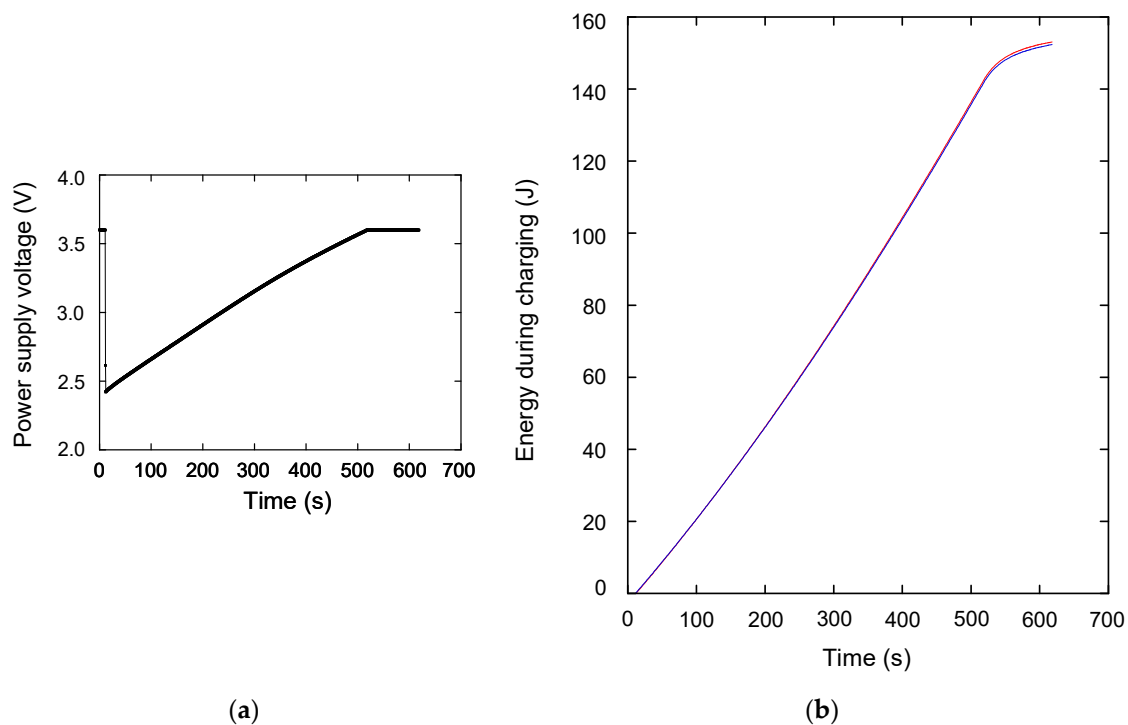 Power supply voltage (V)
4.0
3.5
3.0
2.5
2.0
0 100 200 300 400 500 600 700
Time (s)
(a)
Energy during charging (J)
160
140
120
100
80
60
40
20
0
0 100 200 300 400 500 600 700
Time (s)
(b)